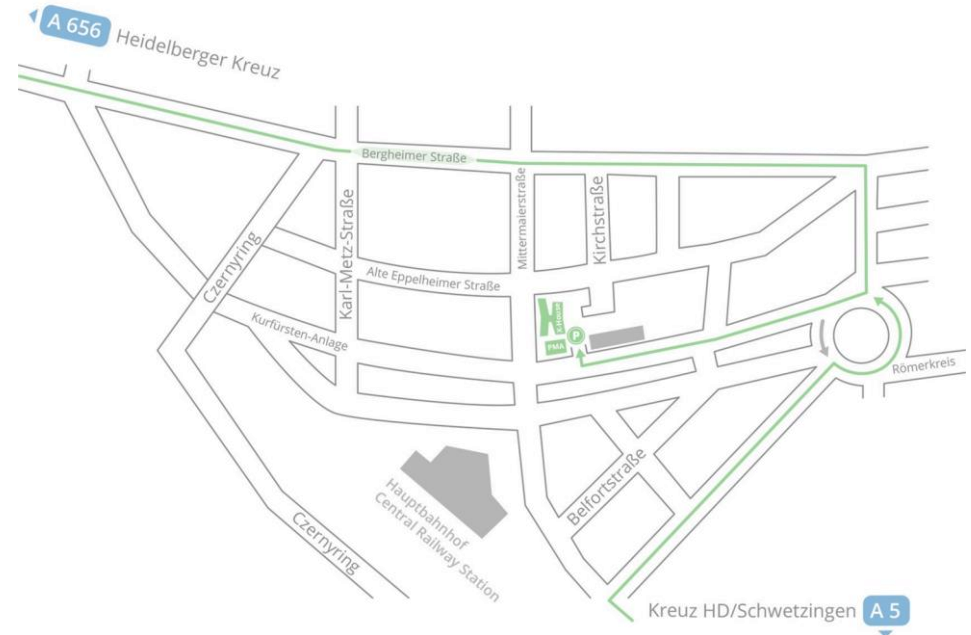 A 656
Heidelberger Kreuz
Bergheimer Straße
Mittermaierstraße
Kirchstraße
Karl-Metz-Straße
Czernyring
Alte Eppelheimer Straße
Kurfürsten-Anlage
P
PMA
Römerkreis
Belfortstraße
Hauptbahnhof
Central Railway Station
Czernyring
Kreuz HD/Schwetzingen
A 5